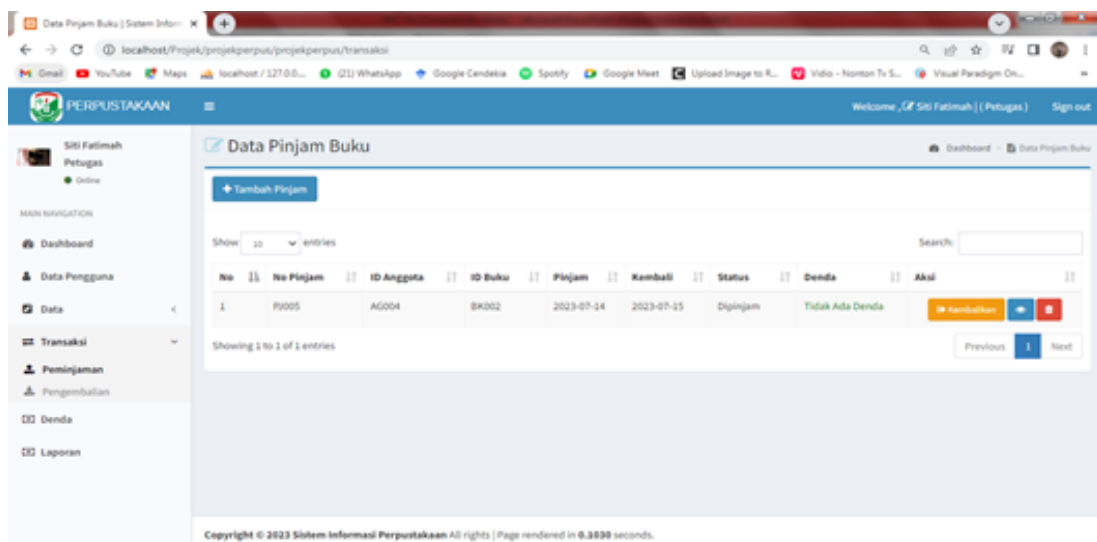 Data Pinjam Buku | Sistem Inform
localhost/Projek/projekperpus/projekperpus/transaksi
Gmail YouTube Maps localhost / 127.0.0... (21) WhatsApp Google Cendekia Spotify Google Meet Upload Image to R... Vidio - Nonton Tv S... Visual Paradigm On...
PERPUSTAKAAN Welcome , Siti Fatimah | ( Petugas ) Sign out
Siti Fatimah
Petugas
Online
Data Pinjam Buku Dashboard Data Pinjam Buku
Tambah Pinjam
MAIN NAVIGATION
Dashboard
Data Pengguna
Data
Transaksi
Peminjaman
Pengembalian
Denda
Laporan
Show 10 entries Search:
No No Pinjam ID Anggota ID Buku Pinjam Kembali Status Denda Aksi
1 PJ005 AG004 BK002 2023-07-14 2023-07-15 Dipinjam Tidak Ada Denda Kembalikan
Showing 1 to 1 of 1 entries Previous 1 Next
Copyright © 2023 Sistem Informasi Perpustakaan All rights | Page rendered in 0.1030 seconds.